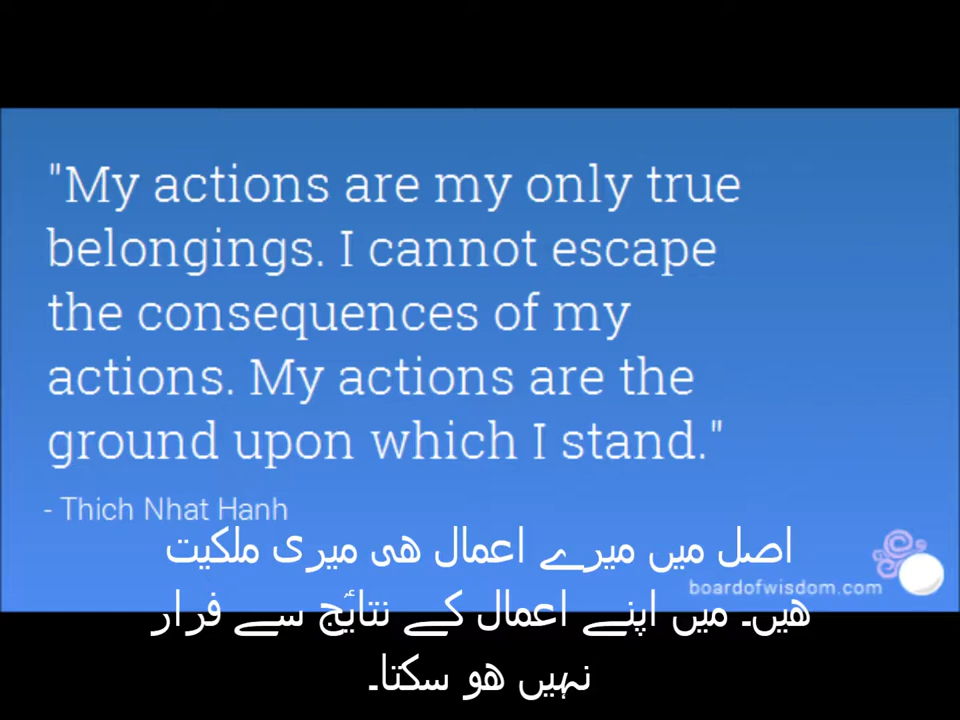 "My actions are my only true
belongings. I cannot escape
the consequences of my
actions. My actions are the
ground upon which I stand."
- Thich Nhat Hanh
اصل میں میرے اعمال ھی میری ملکیت
boardofwisdom.com
ھیں۔ میں اپنے اعمال کے نتایؑج سے فرار
نہیں ھو سکتا۔